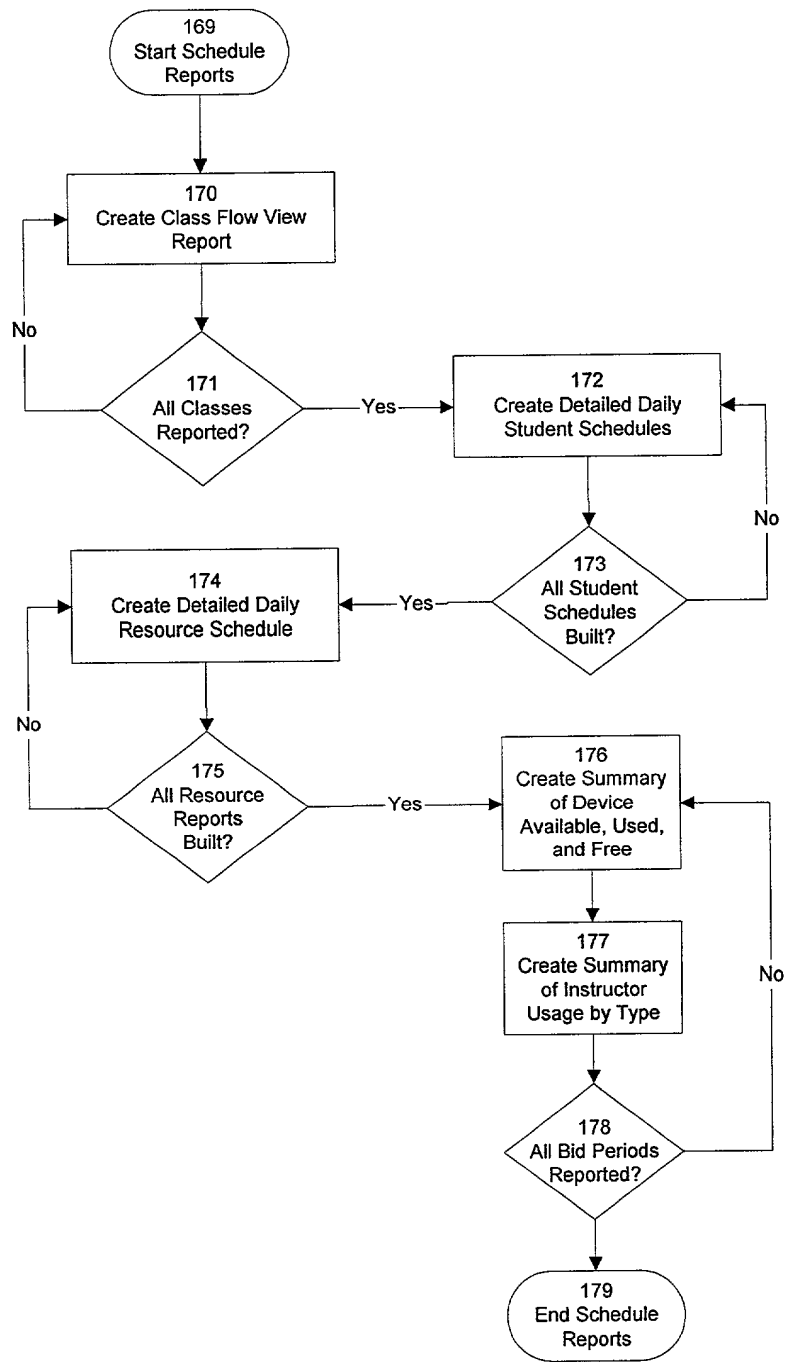 169
Start Schedule
Reports
170
Create Class Flow View
Report
No
171
All Classes
Reported?
Yes
172
Create Detailed Daily
Student Schedules
No
173
All Student
Schedules
Built?
Yes
174
Create Detailed Daily
Resource Schedule
No
175
All Resource
Reports
Built?
Yes
176
Create Summary
of Device
Available, Used,
and Free
177
Create Summary
of Instructor
Usage by Type
No
178
All Bid Periods
Reported?
179
End Schedule
Reports